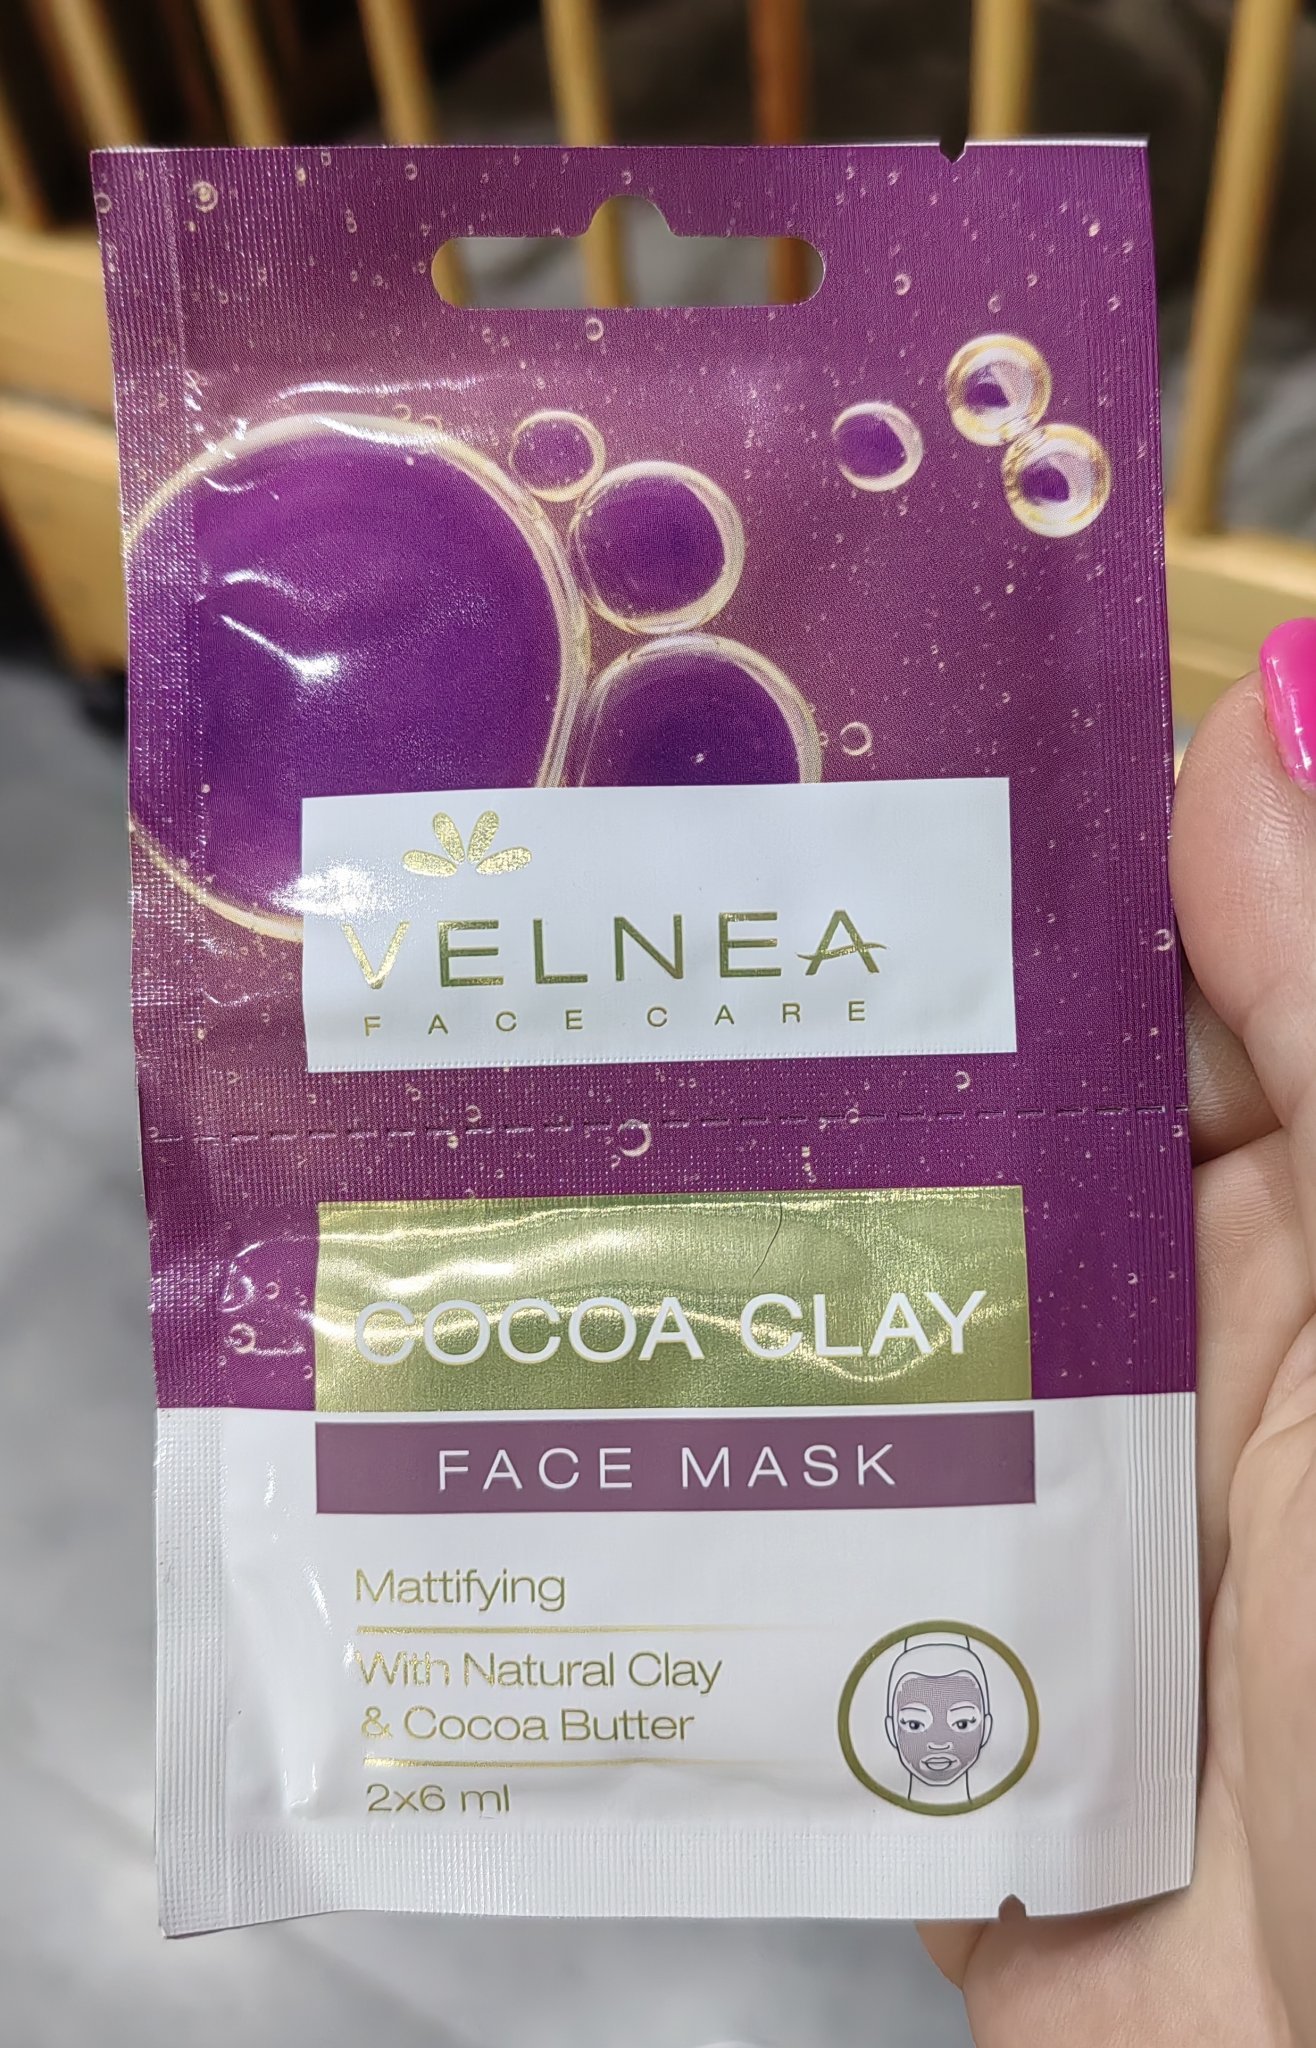 VELNEA
FACE CARE
COCOA CLAY
FACE MASK
Mattifying
With Natural Clay
& Cocoa Butter
2x6 ml